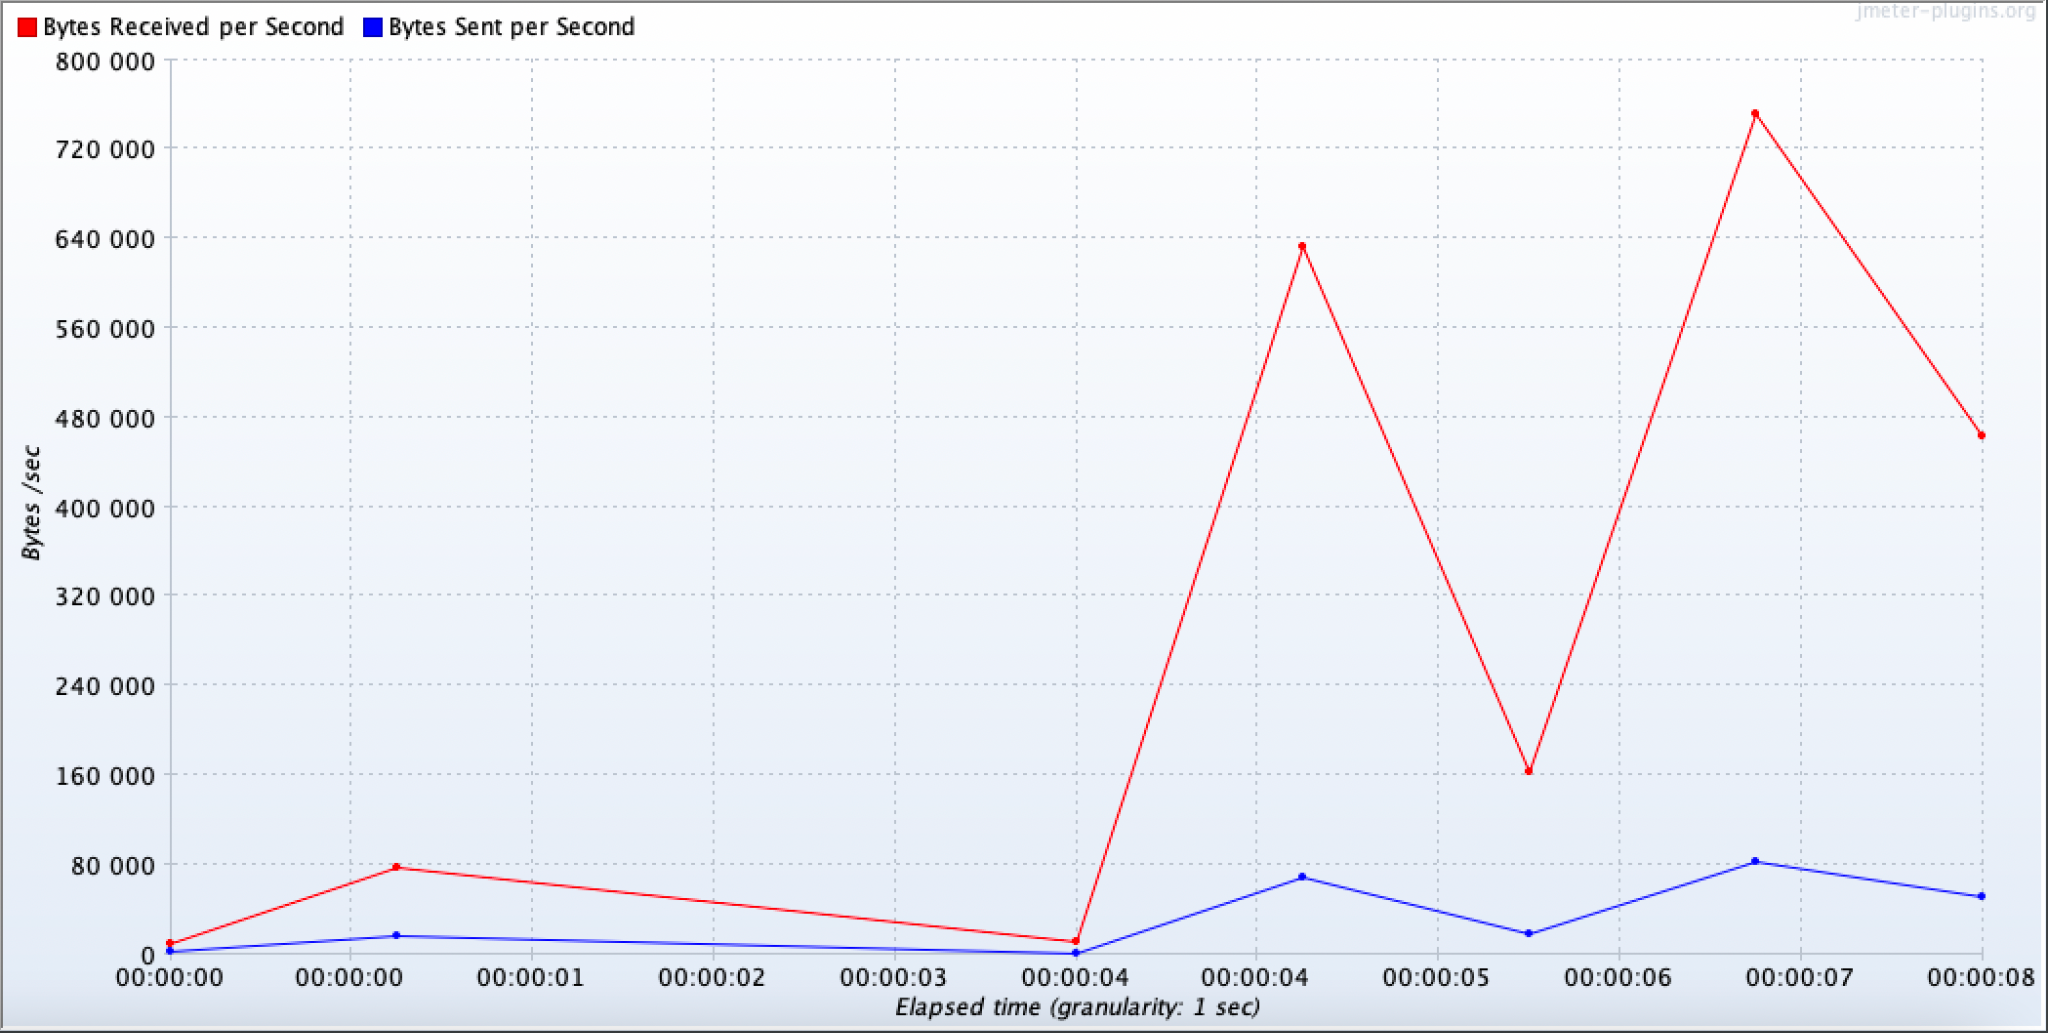 jmeter-plugins.org
Bytes Received per Second Bytes Sent per Second
800 000
720 000
640 000
560 000
480 000
400 000
320 000
240 000
160 000
80 000
0
Bytes /sec
00:00:00 00:00:00 00:00:01 00:00:02 00:00:03 00:00:04 00:00:04 00:00:05 00:00:06 00:00:07 00:00:08
Elapsed time (granularity: 1 sec)